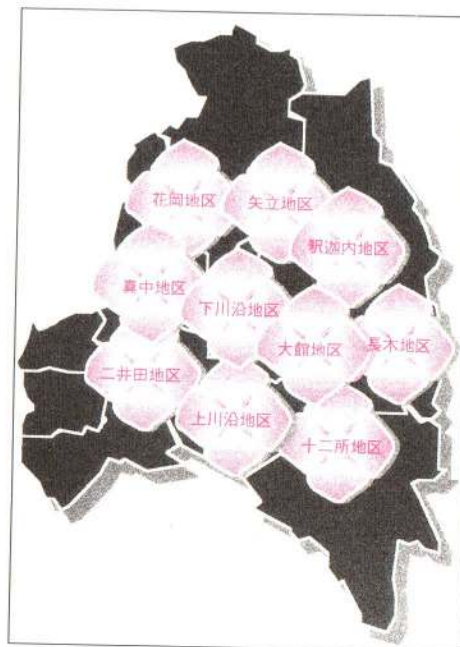 花岡地区
矢立地区
釈迦内地区
真中地区
下川沿地区
大館地区
長木地区
二井田地区
上川沿地区
十二所地区